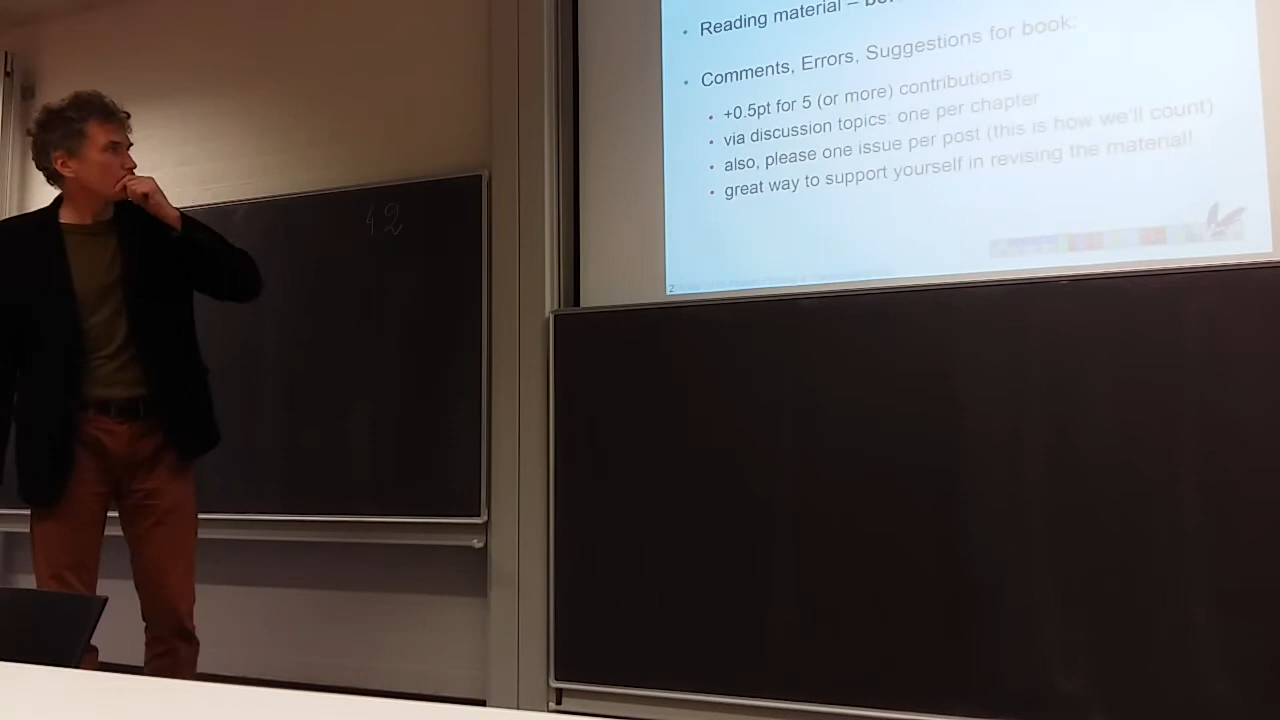 • Reading material –
• Comments, Errors, Suggestions for book:
• +0.5pt for 5 (or more) contributions
• via discussion topics: one per chapter
• also, please one issue per post (this is how we'll count)
• great way to support yourself in revising the material!
2
42